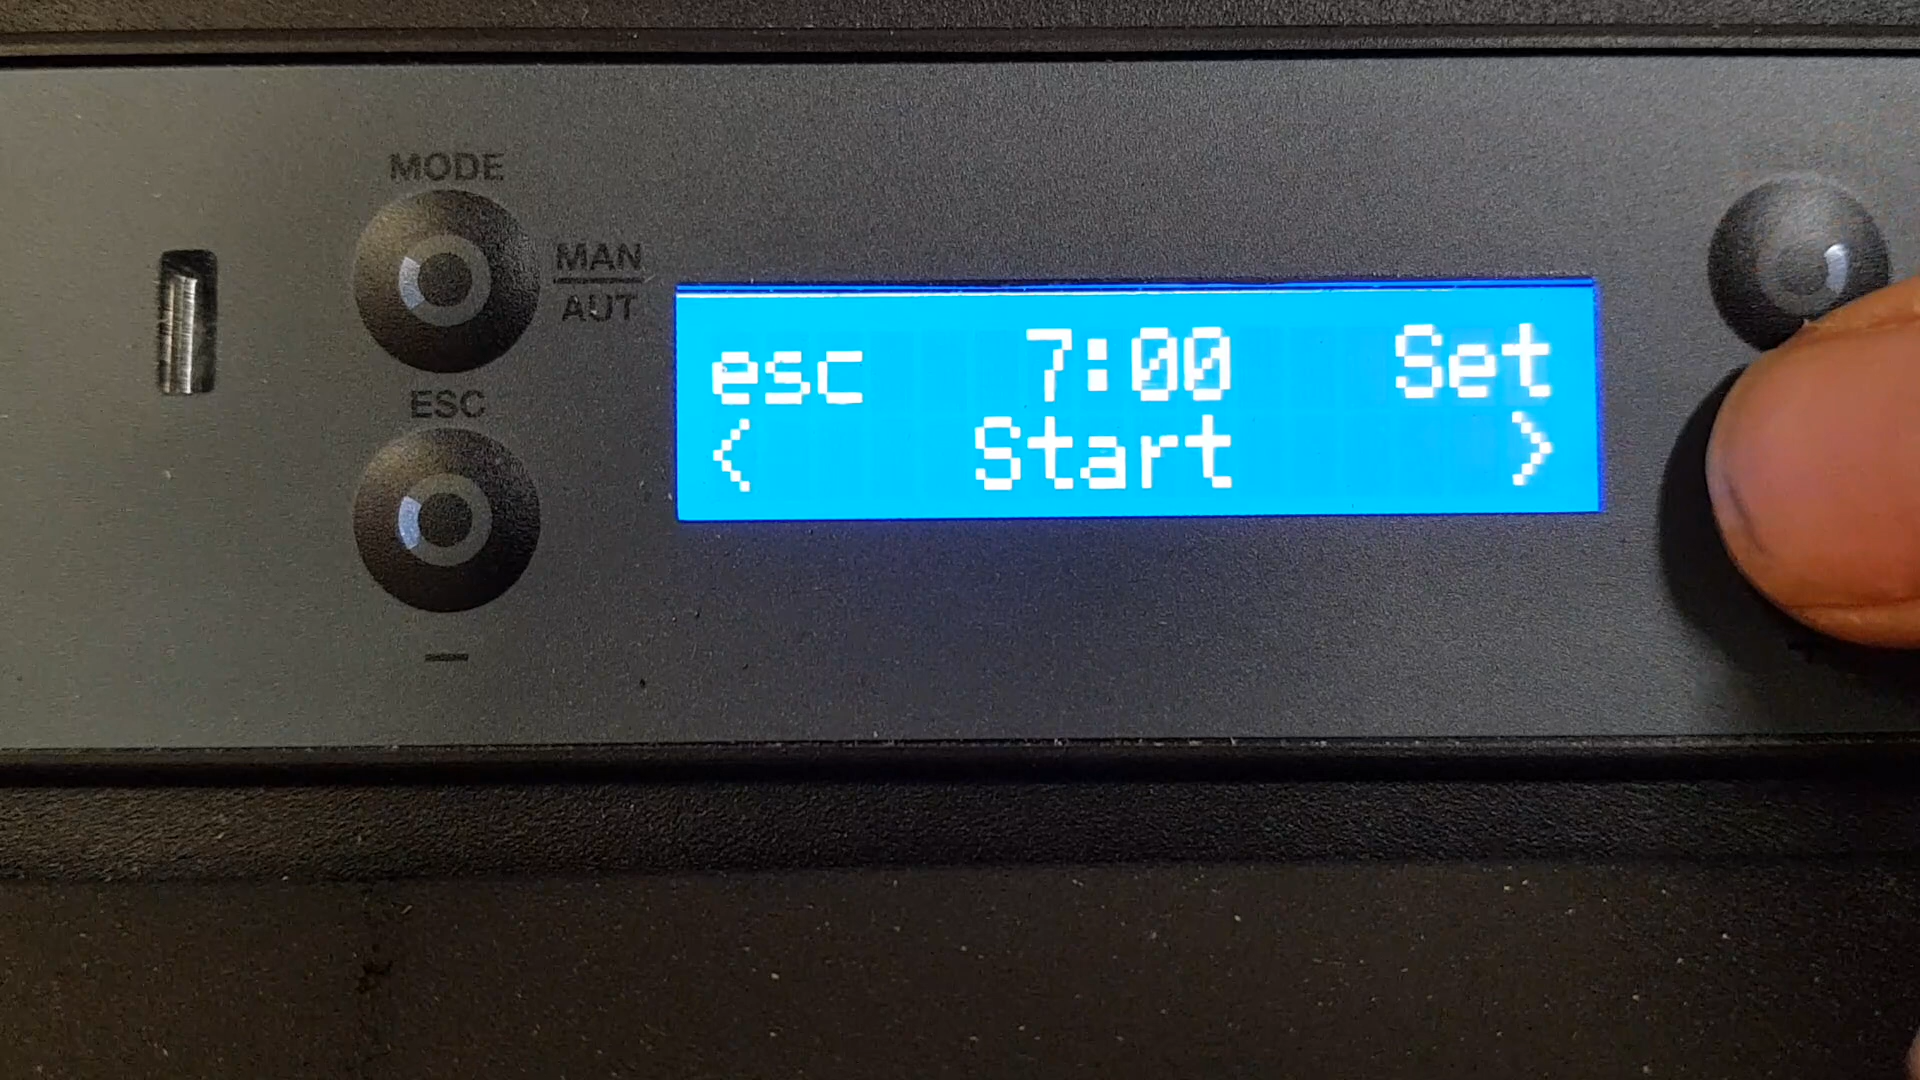 MODE
MAN
AUT
ESC
—
esc 7:00 Set
< Start >